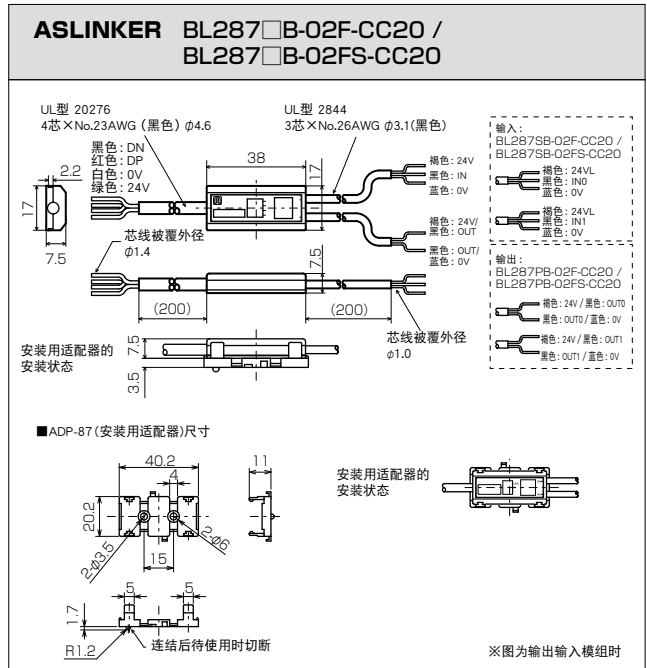 ASLINKER BL287□B-02F-CC20 /
BL287□B-02FS-CC20
UL型 20276
4芯×No.23AWG (黑色) φ4.6
UL型 2844
3芯×No.26AWG φ3.1(黑色)
黑色: DN
红色: DP
白色: 0V
绿色: 24V
2.2
17
7.5
38
17
褐色: 24V
黑色: IN
蓝色: 0V
褐色: 24V/
黑色: OUT
黑色: OUT/
蓝色: 0V
芯线被覆外径
φ1.4
7.5
(200)
(200)
芯线被覆外径
φ1.0
输入:
BL287SB-02F-CC20 /
BL287SB-02FS-CC20
褐色: 24VL
黑色: IN0
蓝色: 0V
褐色: 24VL
黑色: IN1
蓝色: 0V
输出:
BL287PB-02F-CC20 /
BL287PB-02FS-CC20
褐色: 24V / 黑色: OUT0
黑色: OUT0 / 蓝色: 0V
褐色: 24V / 黑色: OUT1
黑色: OUT1 / 蓝色: 0V
安装用适配器的
安装状态
7.5
3.5
■ADP-87(安装用适配器)尺寸
40.2
4
11
20.2
2-φ3.5
15
2-φ6
安装用适配器的
安装状态
5
5
1.7
R1.2
连结后待使用时切断
※图为输出输入模组时